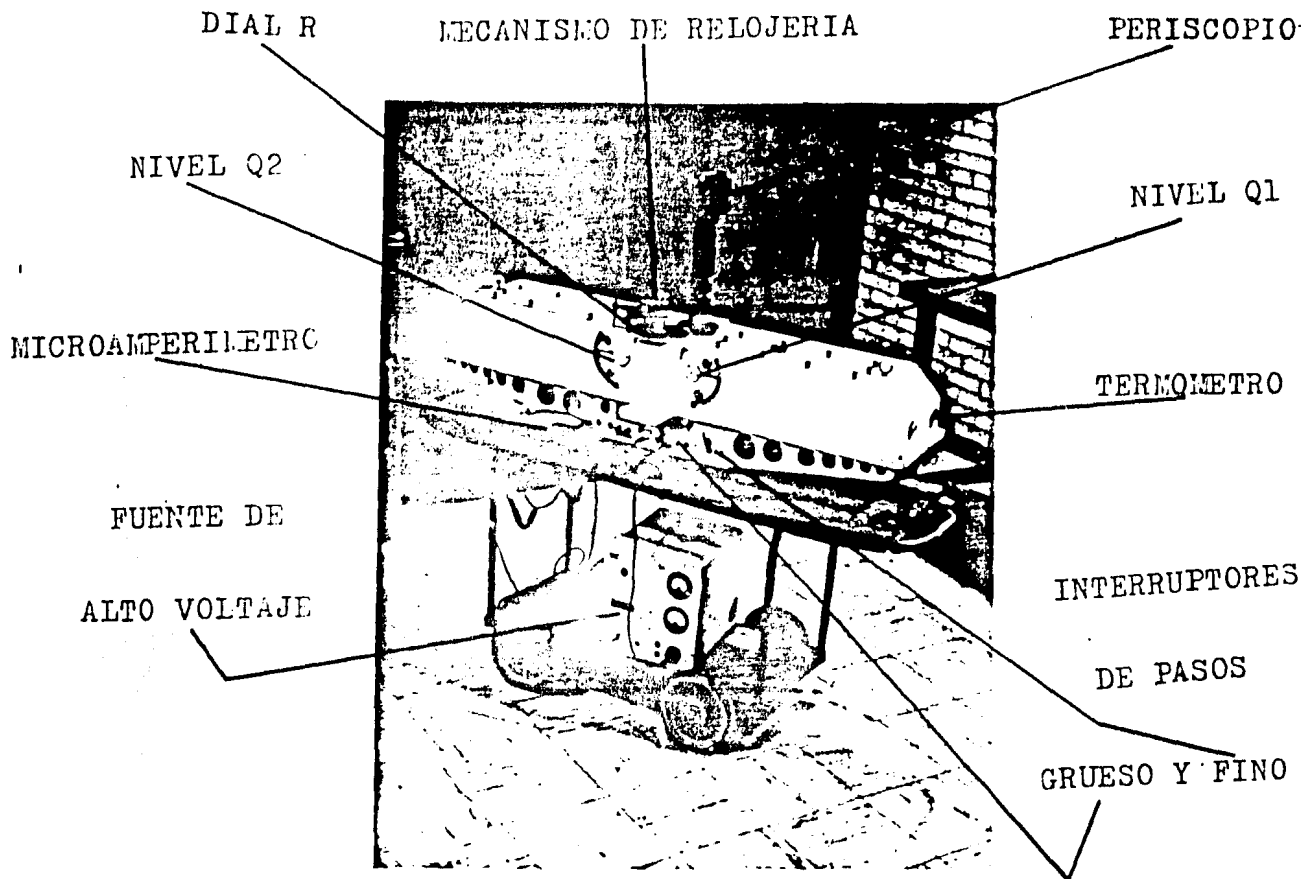 DIAL R
MECANISMO DE RELOJERIA
PERISCOPIO
NIVEL Q2
NIVEL Q1
MICROAMPERIMETRO
TERMOMETRO
FUENTE DE
ALTO VOLTAJE
INTERRUPTORES
DE PASOS
GRUESO Y FINO